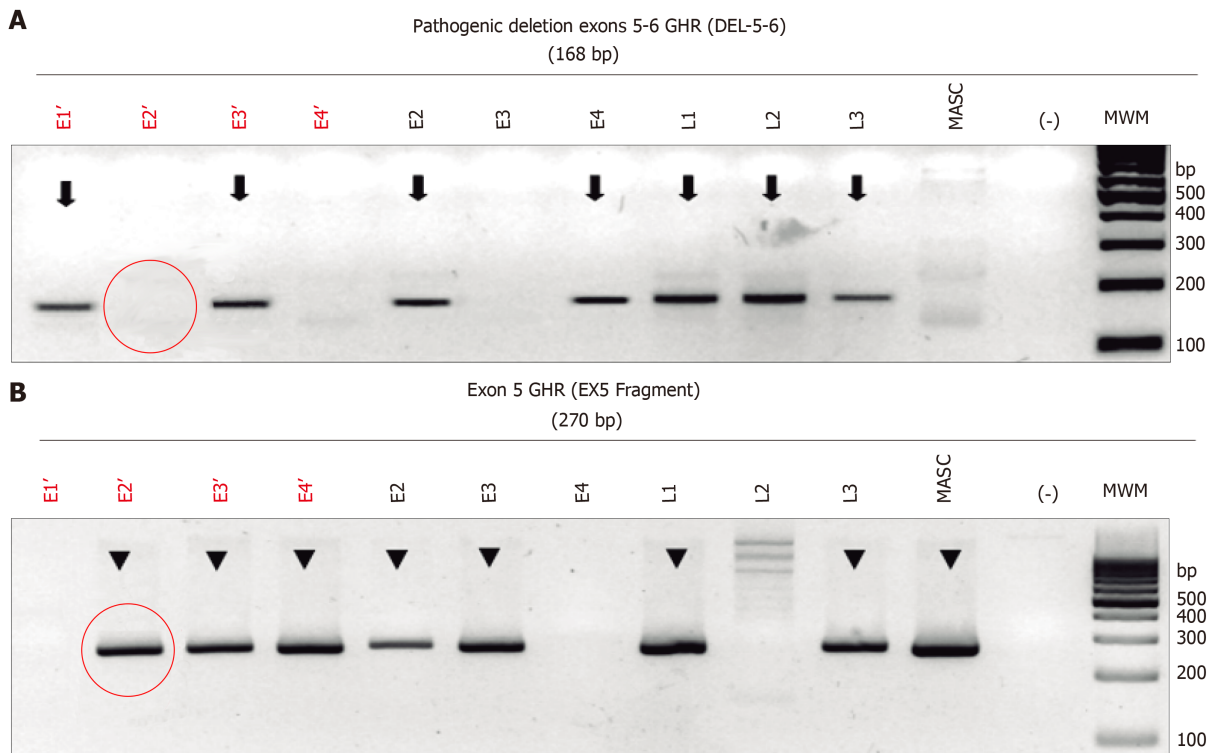 A
Pathogenic deletion exons 5-6 GHR (DEL-5-6)
(168 bp)
E1′ E2′ E3′ E4′ E2 E3 E4 L1 L2 L3 MASC (-) MWM
bp
500
400
300
200
100
B
Exon 5 GHR (EX5 Fragment)
(270 bp)
E1′ E2′ E3′ E4′ E2 E3 E4 L1 L2 L3 MASC (-) MWM
bp
500
400
300
200
100